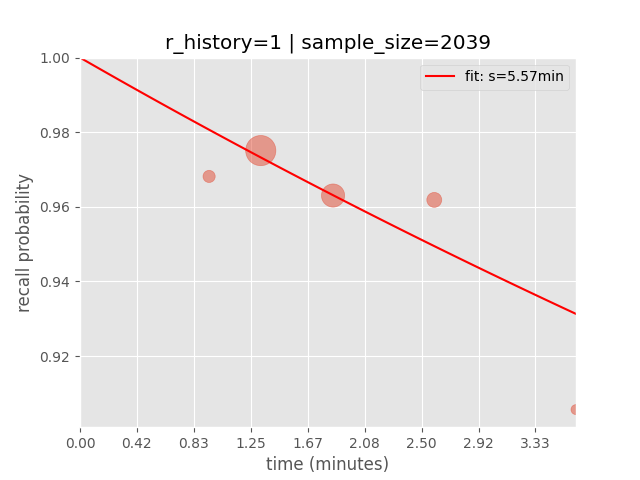 r_history=1 | sample_size=2039
fit: s=5.57min
1.00
0.98
0.96
0.94
0.92
recall probability
0.00 0.42 0.83 1.25 1.67 2.08 2.50 2.92 3.33
time (minutes)